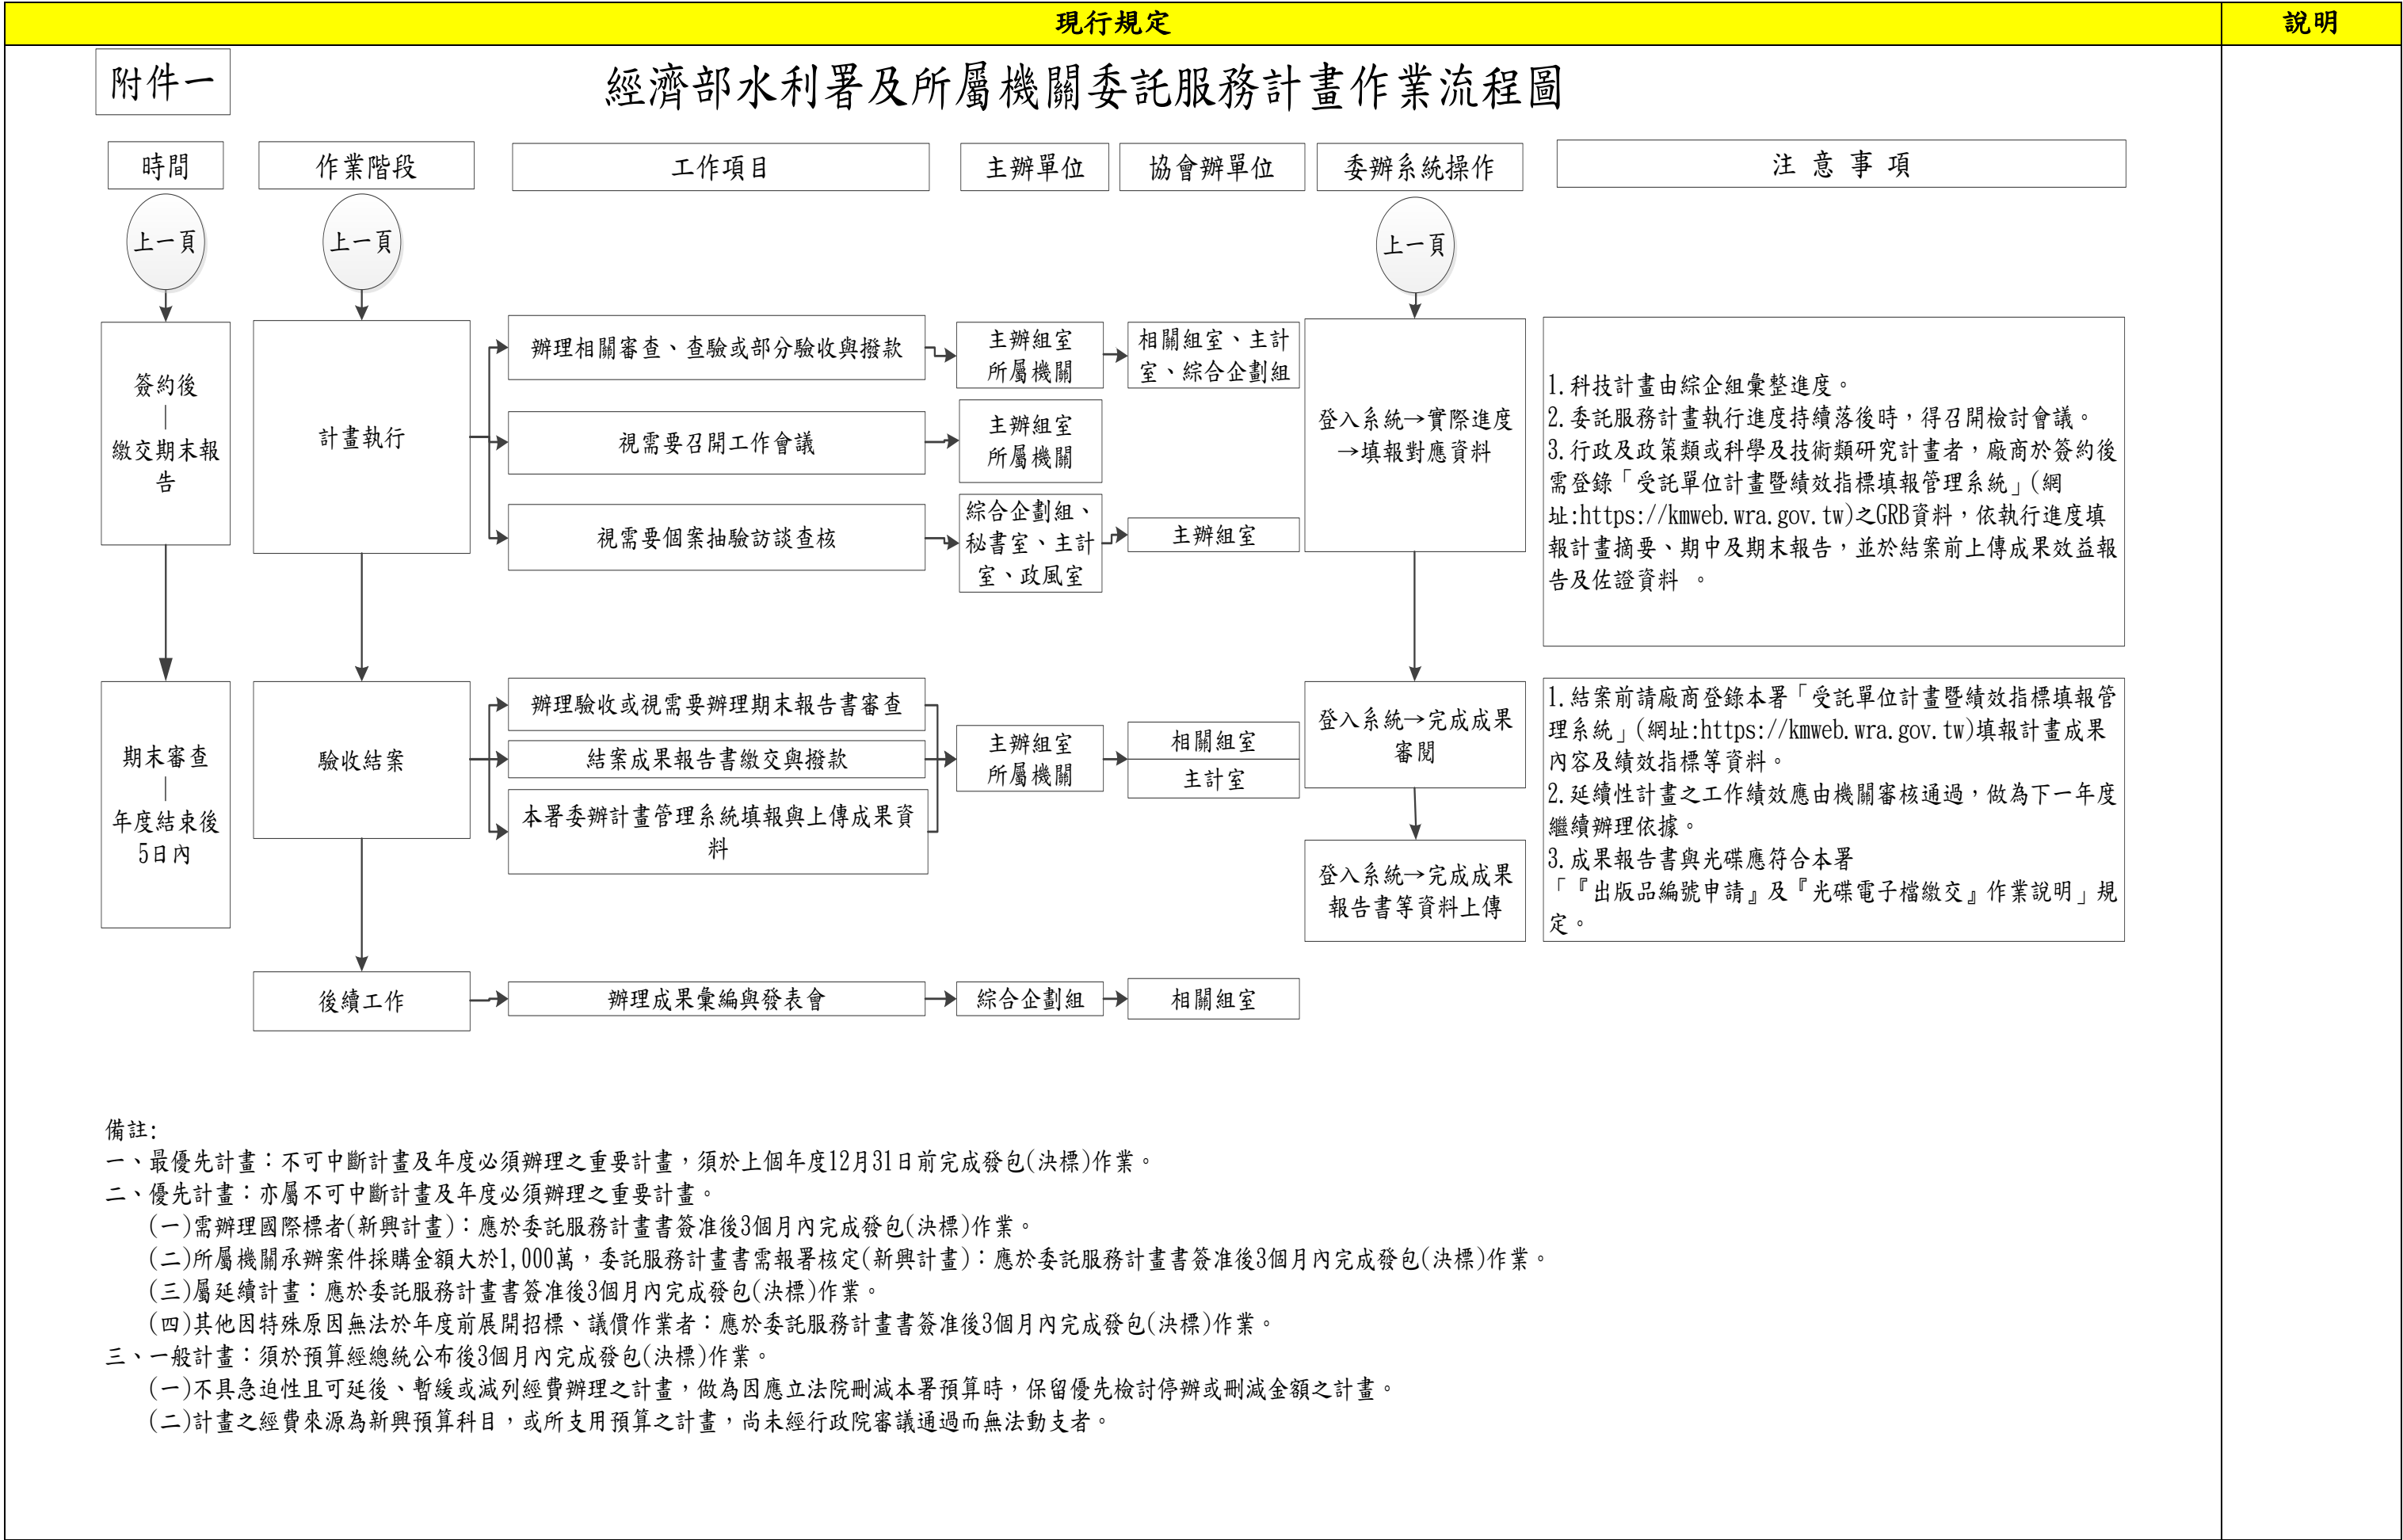 現行規定
說明
附件一
經濟部水利署及所屬機關委託服務計畫作業流程圖
時間
作業階段
工作項目
主辦單位
協會辦單位
委辦系統操作
注 意 事 項
上一頁
上一頁
上一頁
簽約後
|
繳交期末報
告
計畫執行
辦理相關審查、查驗或部分驗收與撥款
主辦組室
所屬機關
相關組室、主計
室、綜合企劃組
視需要召開工作會議
主辦組室
所屬機關
視需要個案抽驗訪談查核
綜合企劃組、
秘書室、主計
室、政風室
主辦組室
登入系統→實際進度
→填報對應資料
1.科技計畫由綜企組彙整進度。
2.委託服務計畫執行進度持續落後時，得召開檢討會議。
3.行政及政策類或科學及技術類研究計畫者，廠商於簽約後
需登錄「受託單位計畫暨績效指標填報管理系統」(網
址:https://kmweb.wra.gov.tw)之GRB資料，依執行進度填
報計畫摘要、期中及期末報告，並於結案前上傳成果效益報
告及佐證資料 。
期末審查
|
年度結束後
5日內
驗收結案
辦理驗收或視需要辦理期末報告書審查
結案成果報告書繳交與撥款
本署委辦計畫管理系統填報與上傳成果資
料
主辦組室
所屬機關
相關組室
主計室
登入系統→完成成果
審閱
登入系統→完成成果
報告書等資料上傳
1.結案前請廠商登錄本署「受託單位計畫暨績效指標填報管
理系統」(網址:https://kmweb.wra.gov.tw)填報計畫成果
內容及績效指標等資料。
2.延續性計畫之工作績效應由機關審核通過，做為下一年度
繼續辦理依據。
3.成果報告書與光碟應符合本署
「『出版品編號申請』及『光碟電子檔繳交』作業說明」規
定。
後續工作
辦理成果彙編與發表會
綜合企劃組
相關組室
備註:
一、最優先計畫：不可中斷計畫及年度必須辦理之重要計畫，須於上個年度12月31日前完成發包(決標)作業。
二、優先計畫：亦屬不可中斷計畫及年度必須辦理之重要計畫。
(一)需辦理國際標者(新興計畫)：應於委託服務計畫書簽准後3個月內完成發包(決標)作業。
(二)所屬機關承辦案件採購金額大於1,000萬，委託服務計畫書需報署核定(新興計畫)：應於委託服務計畫書簽准後3個月內完成發包(決標)作業。
(三)屬延續計畫：應於委託服務計畫書簽准後3個月內完成發包(決標)作業。
(四)其他因特殊原因無法於年度前展開招標、議價作業者：應於委託服務計畫書簽准後3個月內完成發包(決標)作業。
三、一般計畫：須於預算經總統公布後3個月內完成發包(決標)作業。
(一)不具急迫性且可延後、暫緩或減列經費辦理之計畫，做為因應立法院刪減本署預算時，保留優先檢討停辦或刪減金額之計畫。
(二)計畫之經費來源為新興預算科目，或所支用預算之計畫，尚未經行政院審議通過而無法動支者。